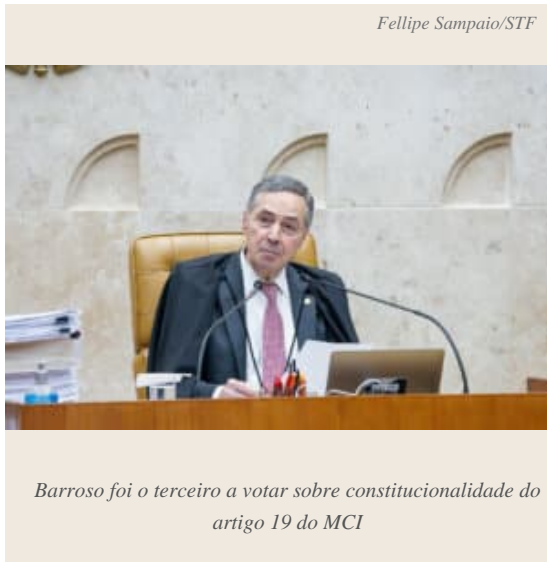 Fellipe Sampaio/STF
Barroso foi o terceiro a votar sobre constitucionalidade do
artigo 19 do MCI